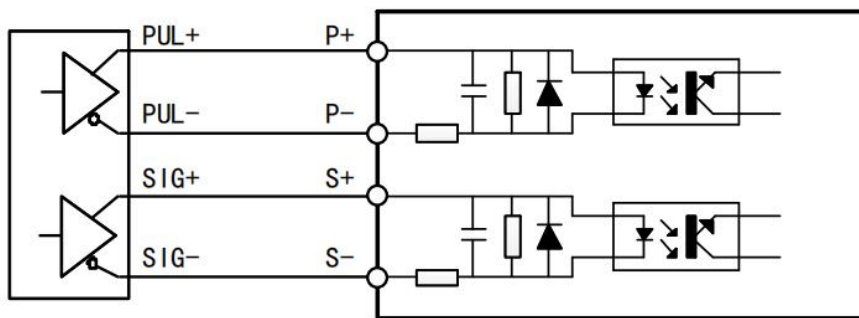 PUL+ P+
PUL- P-
SIG+ S+
SIG- S-